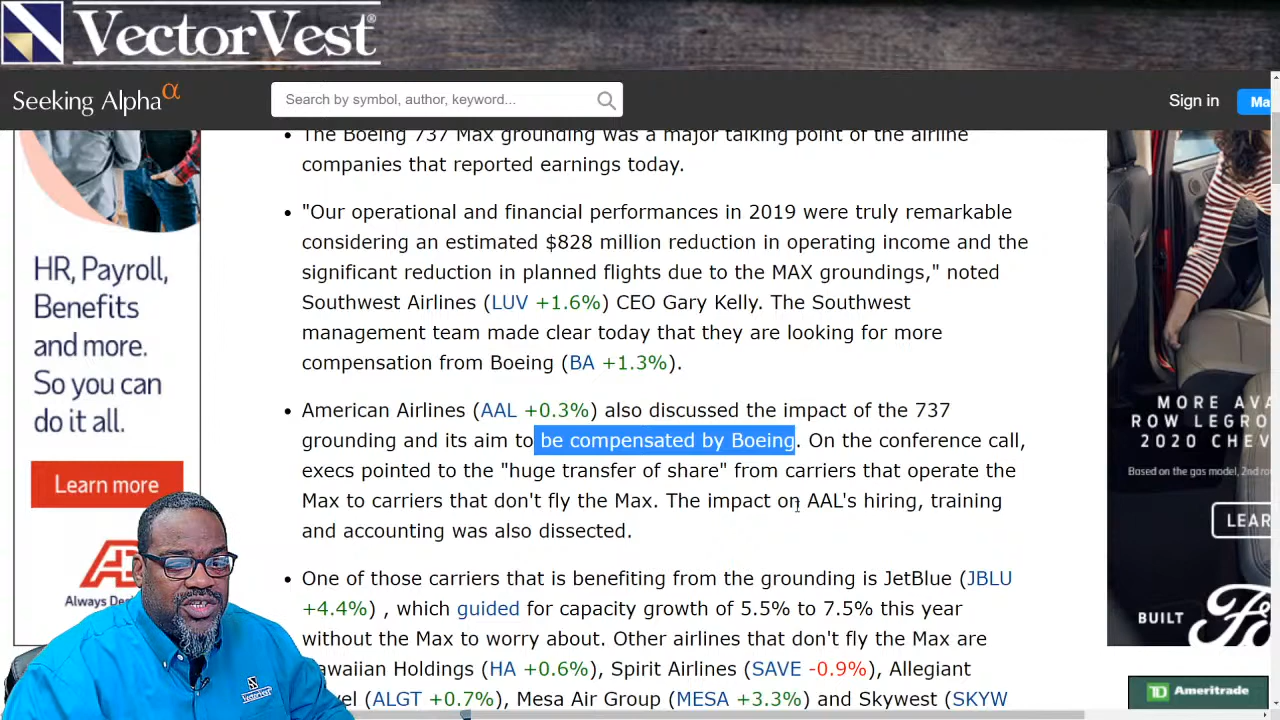 VectorVest®
Seeking Alpha α
Search by symbol, author, keyword...
Sign in
Ma
The Boeing 737 Max grounding was a major talking point of the airline
companies that reported earnings today.
"Our operational and financial performances in 2019 were truly remarkable
considering an estimated $828 million reduction in operating income and the
significant reduction in planned flights due to the MAX groundings," noted
Southwest Airlines (LUV +1.6%) CEO Gary Kelly. The Southwest
management team made clear today that they are looking for more
compensation from Boeing (BA +1.3%).
American Airlines (AAL +0.3%) also discussed the impact of the 737
grounding and its aim to be compensated by Boeing. On the conference call,
execs pointed to the "huge transfer of share" from carriers that operate the
Max to carriers that don't fly the Max. The impact on AAL's hiring, training
and accounting was also dissected.
One of those carriers that is benefiting from the grounding is JetBlue (JBLU
+4.4%) , which guided for capacity growth of 5.5% to 7.5% this year
without the Max to worry about. Other airlines that don't fly the Max are
awaiian Holdings (HA +0.6%), Spirit Airlines (SAVE -0.9%), Allegiant
el (ALGT +0.7%), Mesa Air Group (MESA +3.3%) and Skywest (SKYW
HR, Payroll,
Benefits
and more.
So you can
do it all.
Learn more
AD
Always De
VectorVest
MORE AVA
ROW LEGRO
2020 CHEV
Based on the gas model, 2nd ro
LEAR
BUILT Fo
TD Ameritrade